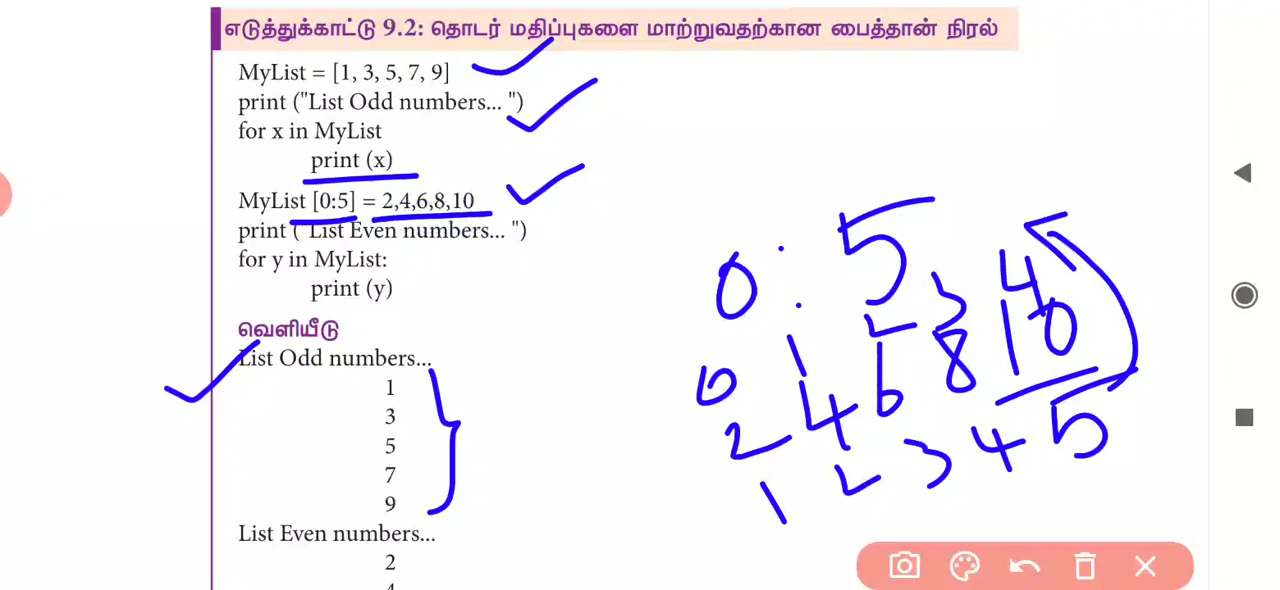 எடுத்துக்காட்டு 9.2: தொடர் மதிப்புகளை மாற்றுவதற்கான பைத்தான் நிரல்
MyList = [1, 3, 5, 7, 9]
print ("List Odd numbers... ")
for x in MyList
print (x)
MyList [0:5] = 2,4,6,8,10
print ( "List Even numbers... ")
for y in MyList:
print (y)
வெளியீடு
List Odd numbers...
1
3
5
7
9
List Even numbers...
2
4
0 : 5
0 1 2 3 4
2 4 6 8 10
1 2 3 4 5